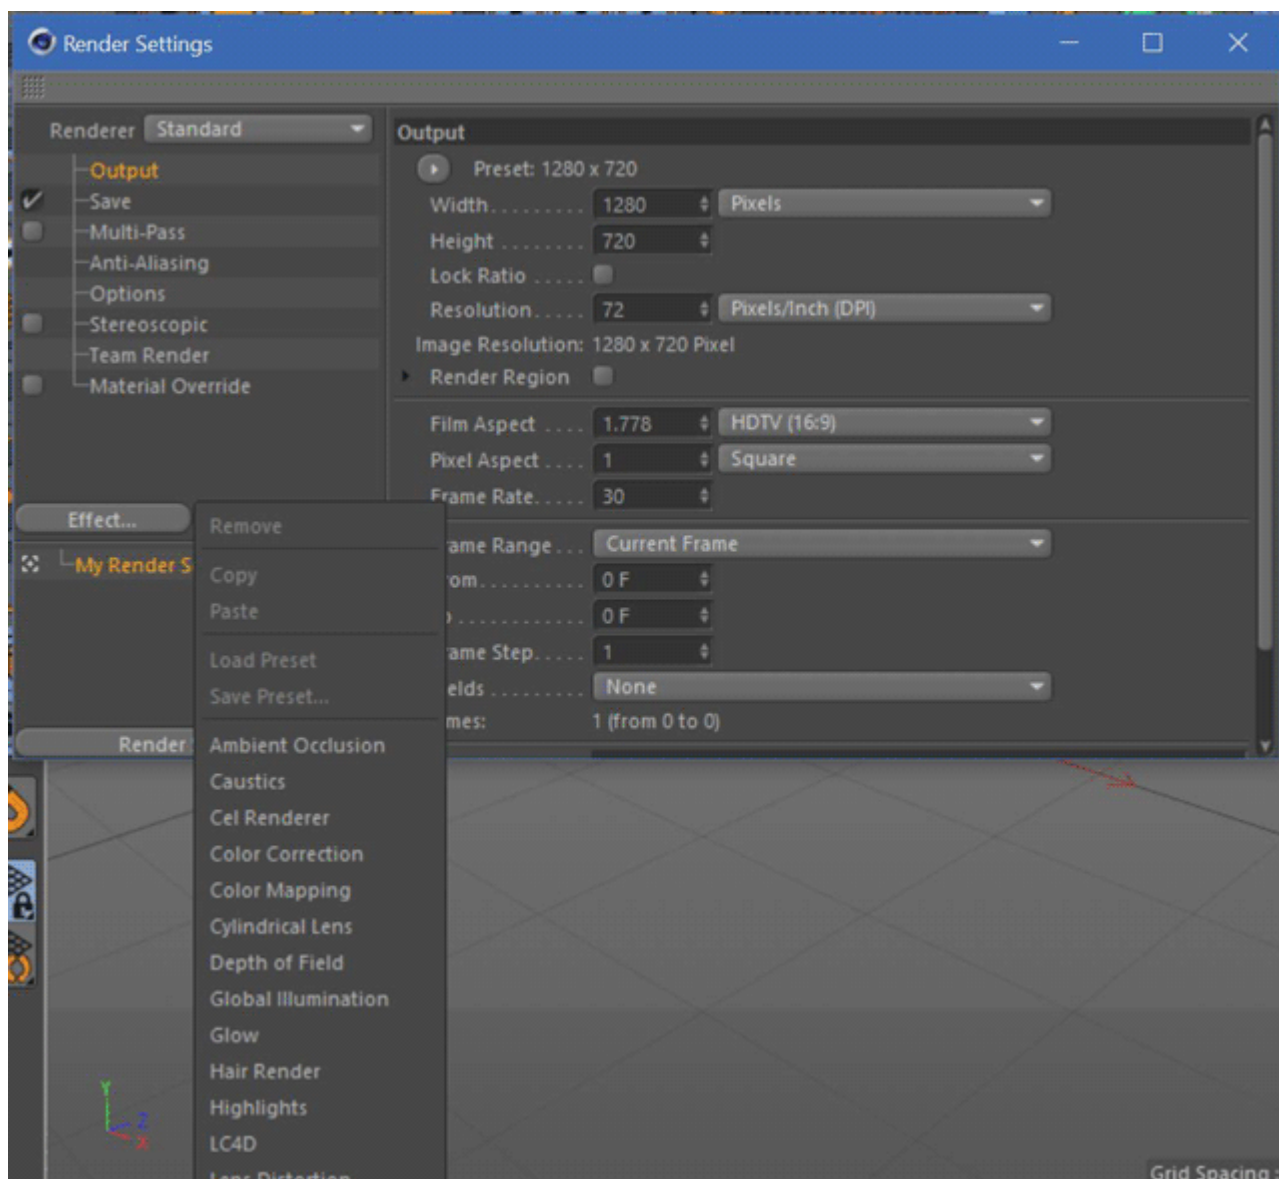 Render Settings
Renderer Standard
Output
Save
Multi-Pass
Anti-Aliasing
Options
Stereoscopic
Team Render
Material Override
Effect...
My Render S
Render
Output
Preset: 1280 x 720
Width......... 1280 Pixels
Height ........ 720
Lock Ratio .....
Resolution..... 72 Pixels/Inch (DPI)
Image Resolution: 1280 x 720 Pixel
Render Region
Film Aspect .... 1.778 HDTV (16:9)
Pixel Aspect .... 1 Square
Frame Rate..... 30
rame Range ... Current Frame
om.......... 0 F
........... 0 F
ame Step..... 1
elds ......... None
mes: 1 (from 0 to 0)
Remove
Copy
Paste
Load Preset
Save Preset...
Ambient Occlusion
Caustics
Cel Renderer
Color Correction
Color Mapping
Cylindrical Lens
Depth of Field
Global Illumination
Glow
Hair Render
Highlights
LC4D
Lens Distortion
Y
Z
X
Grid Spacing :